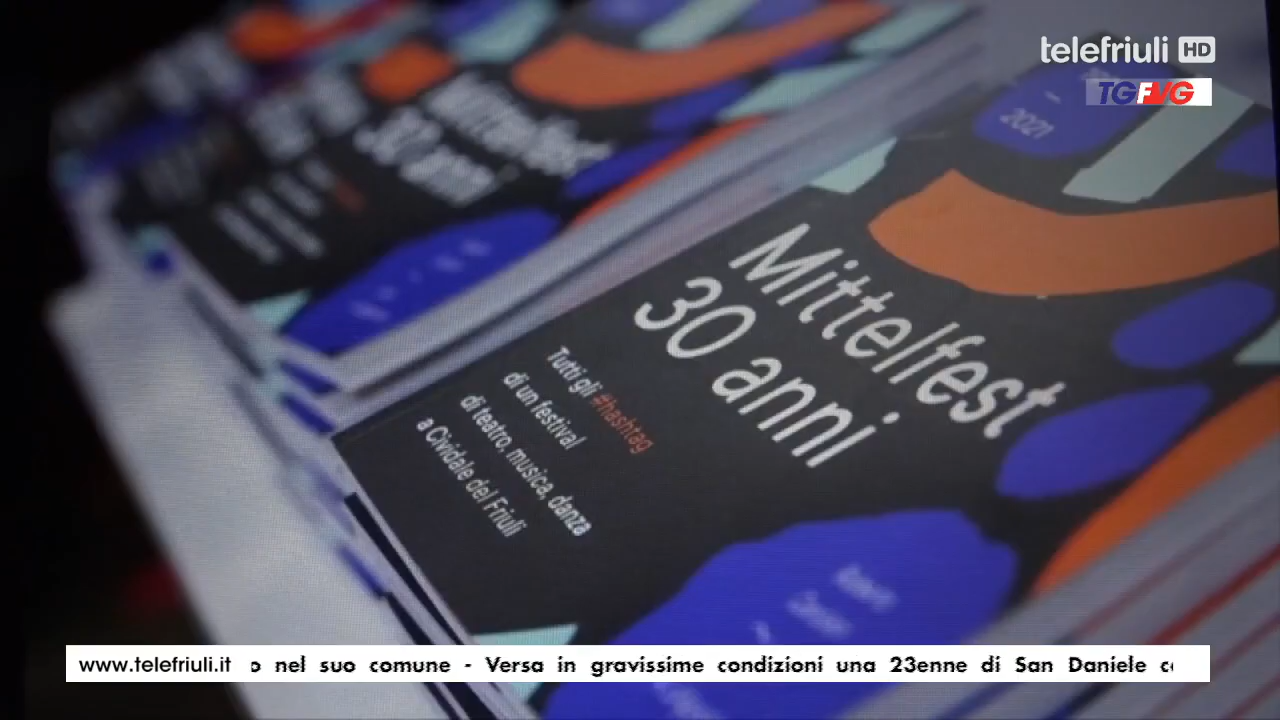 telefriuli HD
TGFVG
2021
Mittelfest
30 anni
Tutti gli #hashtag
di un festival
di teatro, musica, danza
a Cividale del Friuli
Mittelfest
30 anni
www.telefriuli.it o nel suo comune - Versa in gravissime condizioni una 23enne di San Daniele